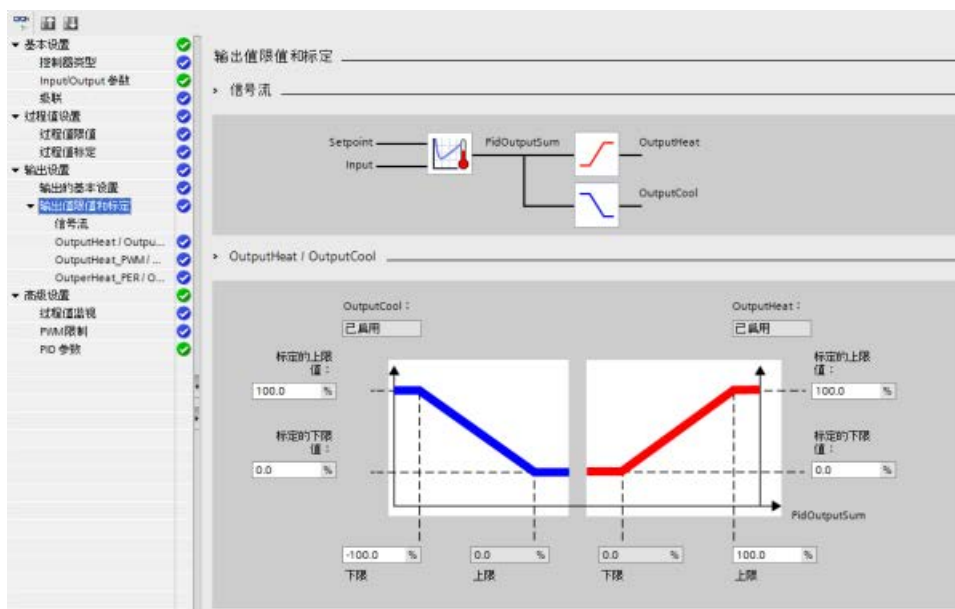 基本设置
控制器类型
Input/Output 参数
级联
过程值设置
过程值限值
过程值标定
输出设置
输出的基本设置
输出值限值和标定
信号流
OutputHeat / Outpu...
OutputHeat_PWM / ...
OutperHeat_PER / O...
高级设置
过程值监视
PWM限制
PID 参数
输出值限值和标定
信号流
Setpoint
Input
PidOutputSum
OutputHeat
OutputCool
OutputHeat / OutputCool
OutputCool：
已启用
OutputHeat：
已启用
标定的上限
值：
100.0 %
标定的下限
值：
0.0 %
标定的上限
值：
100.0 %
标定的下限
值：
0.0 %
PidOutputSum
-100.0 %
0.0 %
0.0 %
100.0 %
下限
上限
下限
上限